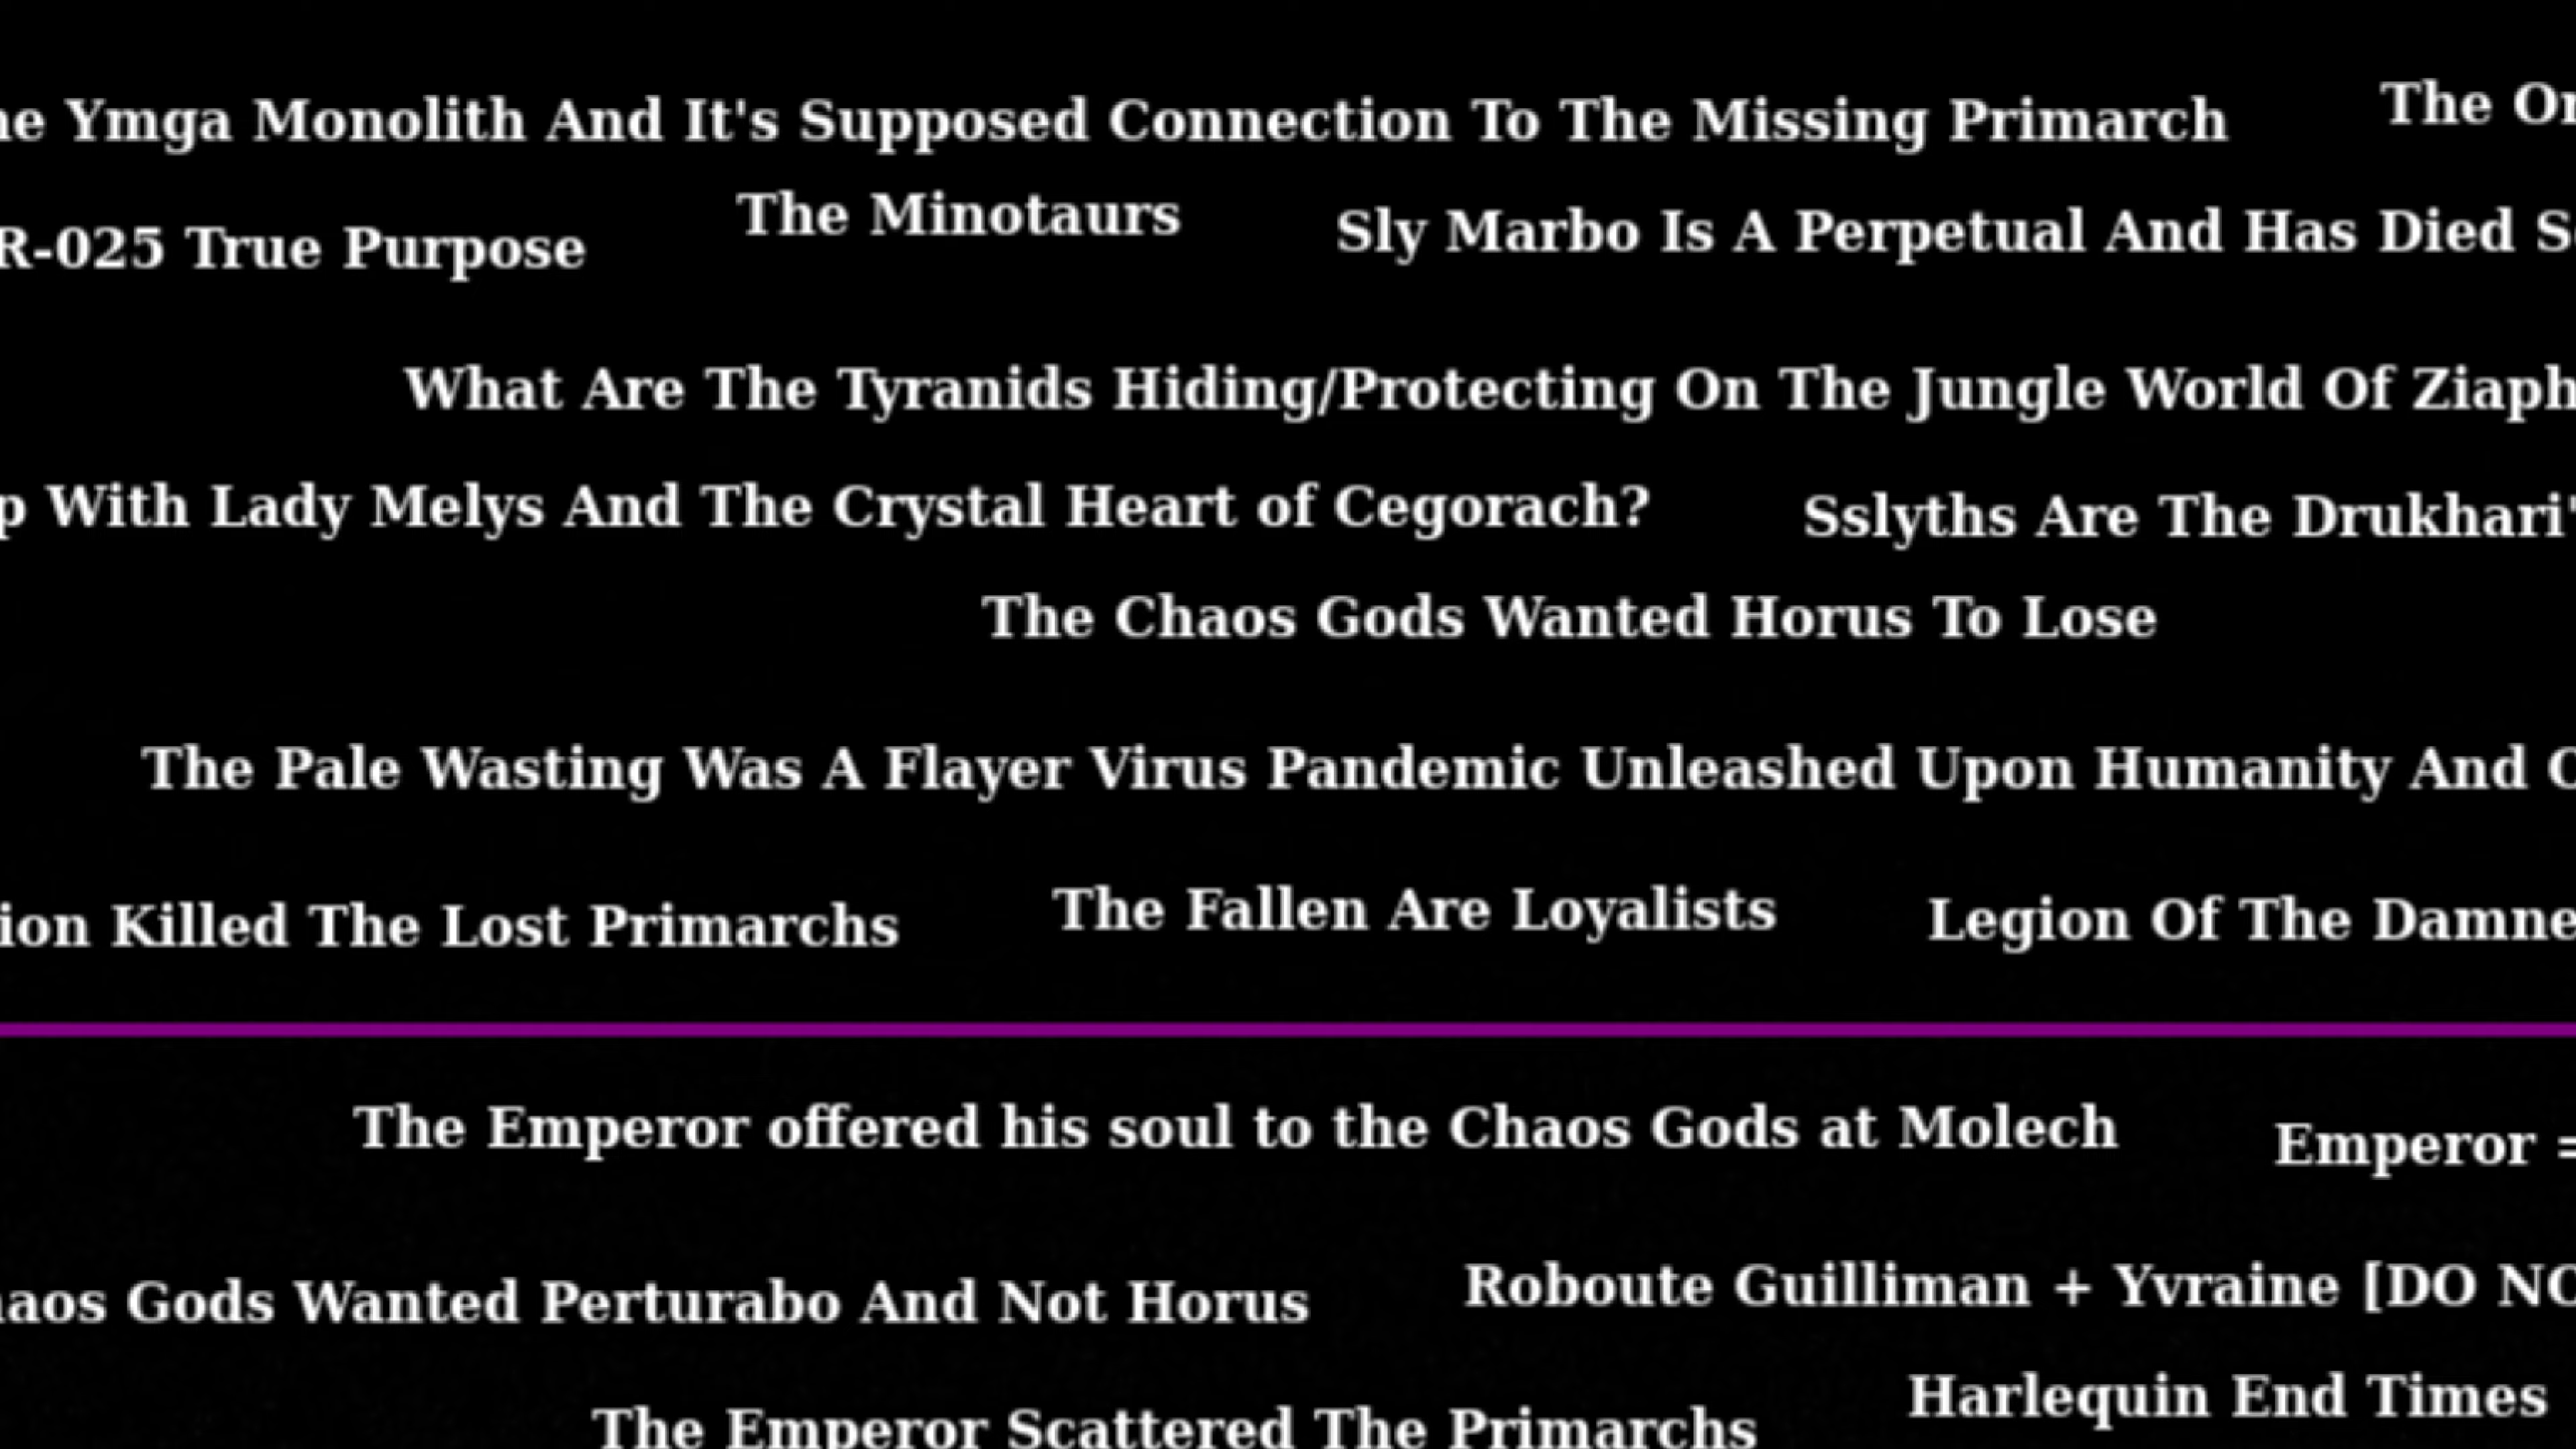 he Ymga Monolith And It's Supposed Connection To The Missing Primarch The Or
R-025 True Purpose The Minotaurs Sly Marbo Is A Perpetual And Has Died S
What Are The Tyranids Hiding/Protecting On The Jungle World Of Ziaph
p With Lady Melys And The Crystal Heart of Cegorach? Sslyths Are The Drukhari'
The Chaos Gods Wanted Horus To Lose
The Pale Wasting Was A Flayer Virus Pandemic Unleashed Upon Humanity And
ion Killed The Lost Primarchs The Fallen Are Loyalists Legion Of The Damne
The Emperor offered his soul to the Chaos Gods at Molech Emperor =
haos Gods Wanted Perturabo And Not Horus Roboute Guilliman + Yvraine [DO NO
The Emperor Scattered The Primarchs Harlequin End Times